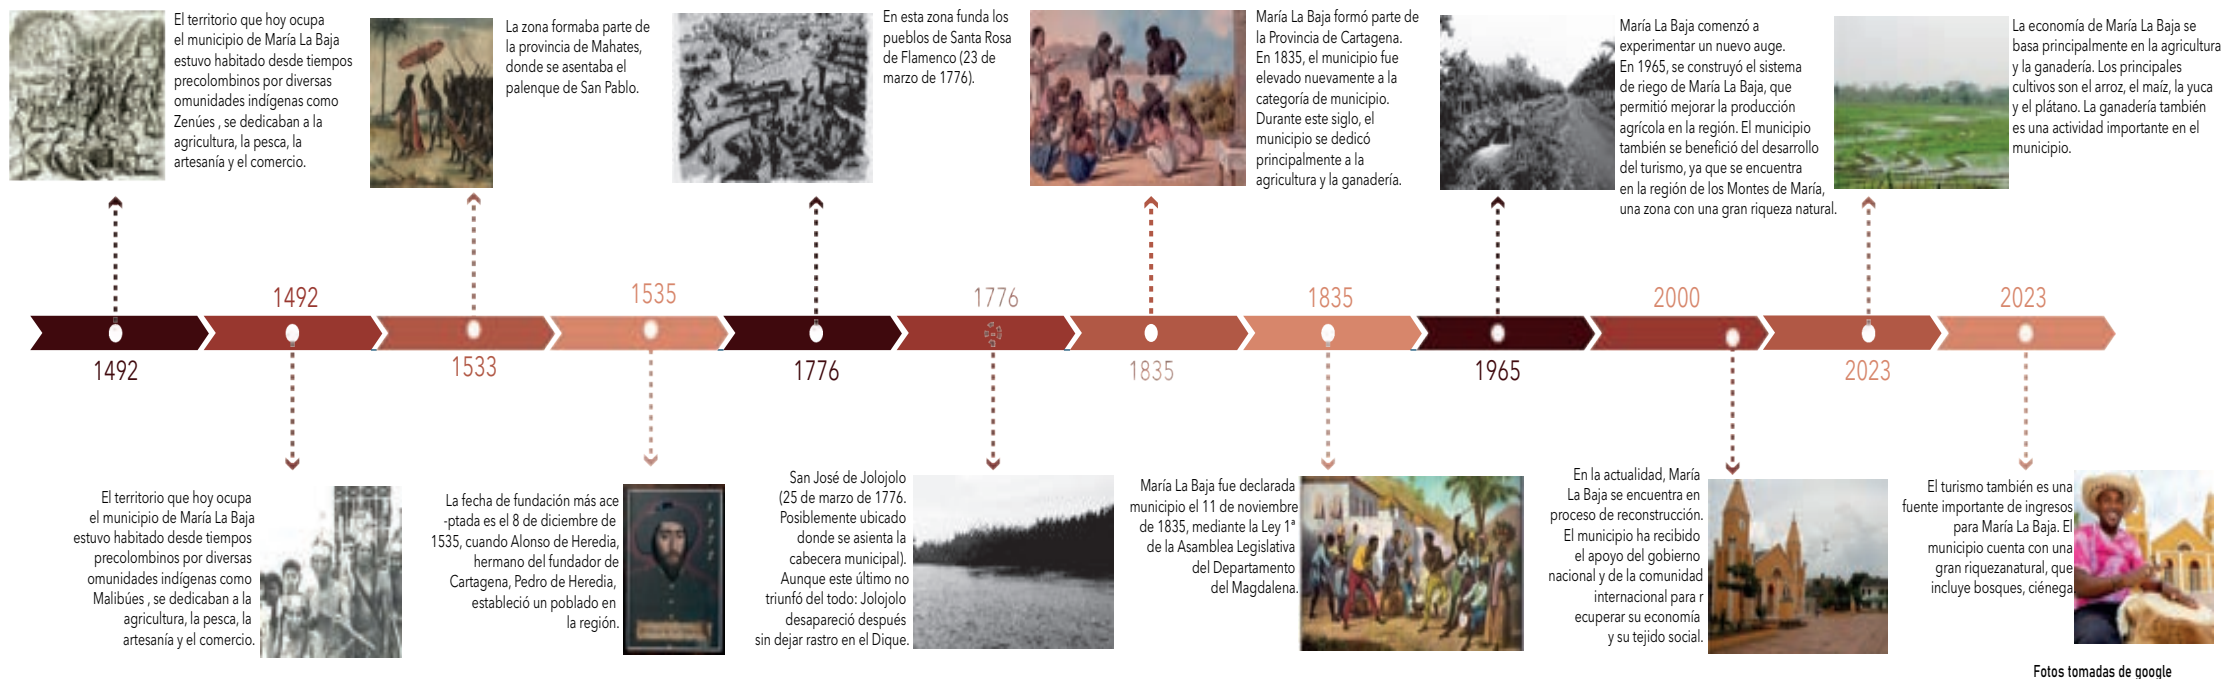 El territorio que hoy ocupa
el municipio de María La Baja
estuvo habitado desde tiempos
precolombinos por diversas
omunidades indígenas como
Zenúes , se dedicaban a la
agricultura, la pesca, la
artesanía y el comercio.
La zona formaba parte de
la provincia de Mahates,
donde se asentaba el
palenque de San Pablo.
En esta zona funda los
pueblos de Santa Rosa
de Flamenco (23 de
marzo de 1776).
María La Baja formó parte de
la Provincia de Cartagena.
En 1835, el municipio fue
elevado nuevamente a la
categoría de municipio.
Durante este siglo, el
municipio se dedicó
principalmente a la
agricultura y la ganadería.
María La Baja comenzó a
experimentar un nuevo auge.
En 1965, se construyó el sistema
de riego de María La Baja, que
permitió mejorar la producción
agrícola en la región. El municipio
también se benefició del desarrollo
del turismo, ya que se encuentra
en la región de los Montes de María,
una zona con una gran riqueza natural.
La economía de María La Baja se
basa principalmente en la agricultura
y la ganadería. Los principales
cultivos son el arroz, el maíz, la yuca
y el plátano. La ganadería también
es una actividad importante en el
municipio.
1492
1535
1776
1835
2000
2023
1492
1533
1776
1835
1965
2023
El territorio que hoy ocupa
el municipio de María La Baja
estuvo habitado desde tiempos
precolombinos por diversas
omunidades indígenas como
Malibúes , se dedicaban a la
agricultura, la pesca, la
artesanía y el comercio.
La fecha de fundación más ace
-ptada es el 8 de diciembre de
1535, cuando Alonso de Heredia,
hermano del fundador de
Cartagena, Pedro de Heredia,
estableció un poblado en
la región.
San José de Jolojolo
(25 de marzo de 1776.
Posiblemente ubicado
donde se asienta la
cabecera municipal).
Aunque este último no
triunfó del todo: Jolojolo
desapareció después
sin dejar rastro en el Dique.
María La Baja fue declarada
municipio el 11 de noviembre
de 1835, mediante la Ley 1ª
de la Asamblea Legislativa
del Departamento
del Magdalena.
En la actualidad, María
La Baja se encuentra en
proceso de reconstrucción.
El municipio ha recibido
el apoyo del gobierno
nacional y de la comunidad
internacional para r
ecuperar su economía
y su tejido social.
El turismo también es una
fuente importante de ingresos
para María La Baja. El
municipio cuenta con una
gran riquezanatural, que
incluye bosques, ciénega
Fotos tomadas de google